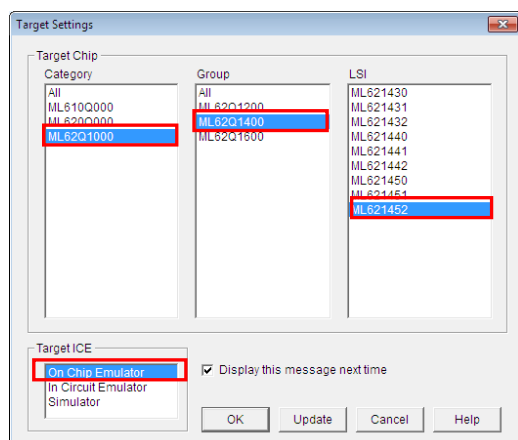 Target Settings
Target Chip
Category
All
ML610Q000
ML620Q000
ML62Q1000
Group
All
ML62Q1200
ML62Q1400
ML62Q1600
LSI
ML621430
ML621431
ML621432
ML621440
ML621441
ML621442
ML621450
ML621451
ML621452
Target ICE
On Chip Emulator
In Circuit Emulator
Simulator
Display this message next time
OK
Update
Cancel
Help